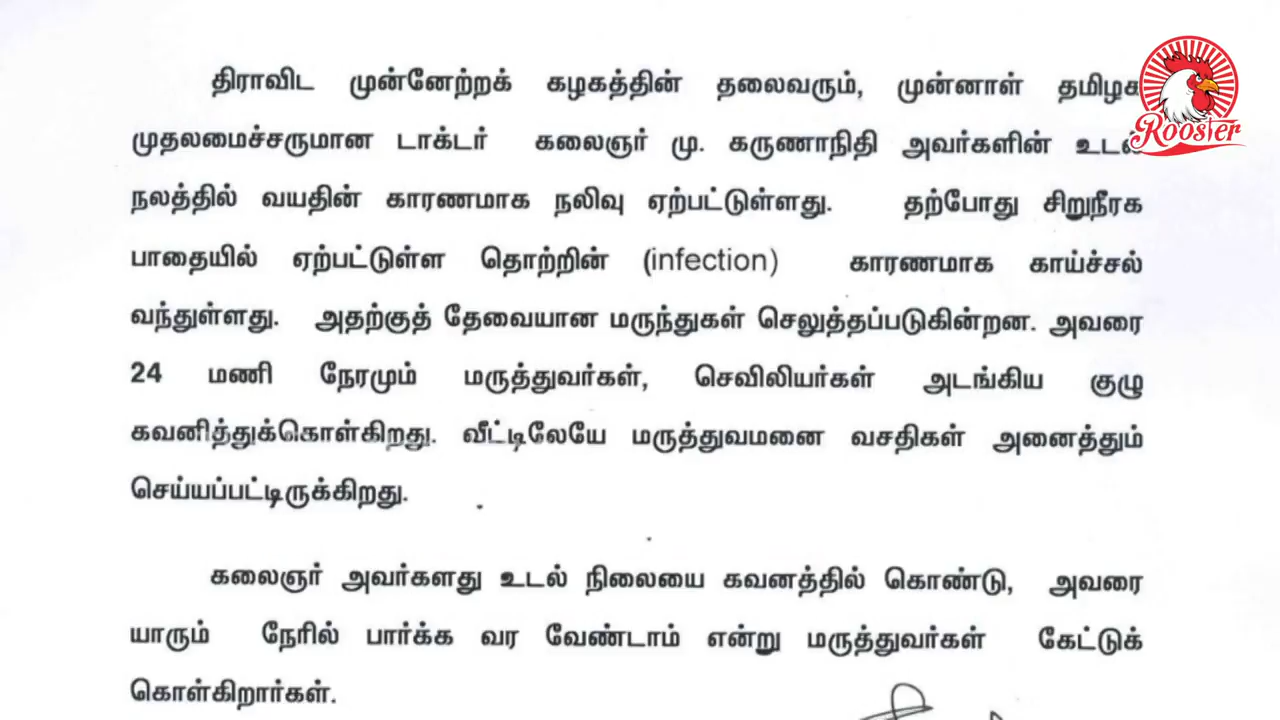 திராவிட முன்னேற்றக் கழகத்தின் தலைவரும், முன்னாள் தமிழக
முதலமைச்சருமான டாக்டர் கலைஞர் மு. கருணாநிதி அவர்களின் உடல்
நலத்தில் வயதின் காரணமாக நலிவு ஏற்பட்டுள்ளது. தற்போது சிறுநீரக
பாதையில் ஏற்பட்டுள்ள தொற்றின் (infection) காரணமாக காய்ச்சல்
வந்துள்ளது. அதற்குத் தேவையான மருந்துகள் செலுத்தப்படுகின்றன. அவரை
24 மணி நேரமும் மருத்துவர்கள், செவிலியர்கள் அடங்கிய குழு
கவனித்துக்கொள்கிறது. வீட்டிலேயே மருத்துவமனை வசதிகள் அனைத்தும்
செய்யப்பட்டிருக்கிறது.
கலைஞர் அவர்களது உடல் நிலையை கவனத்தில் கொண்டு, அவரை
யாரும் நேரில் பார்க்க வர வேண்டாம் என்று மருத்துவர்கள் கேட்டுக்
கொள்கிறார்கள்.
Rooster